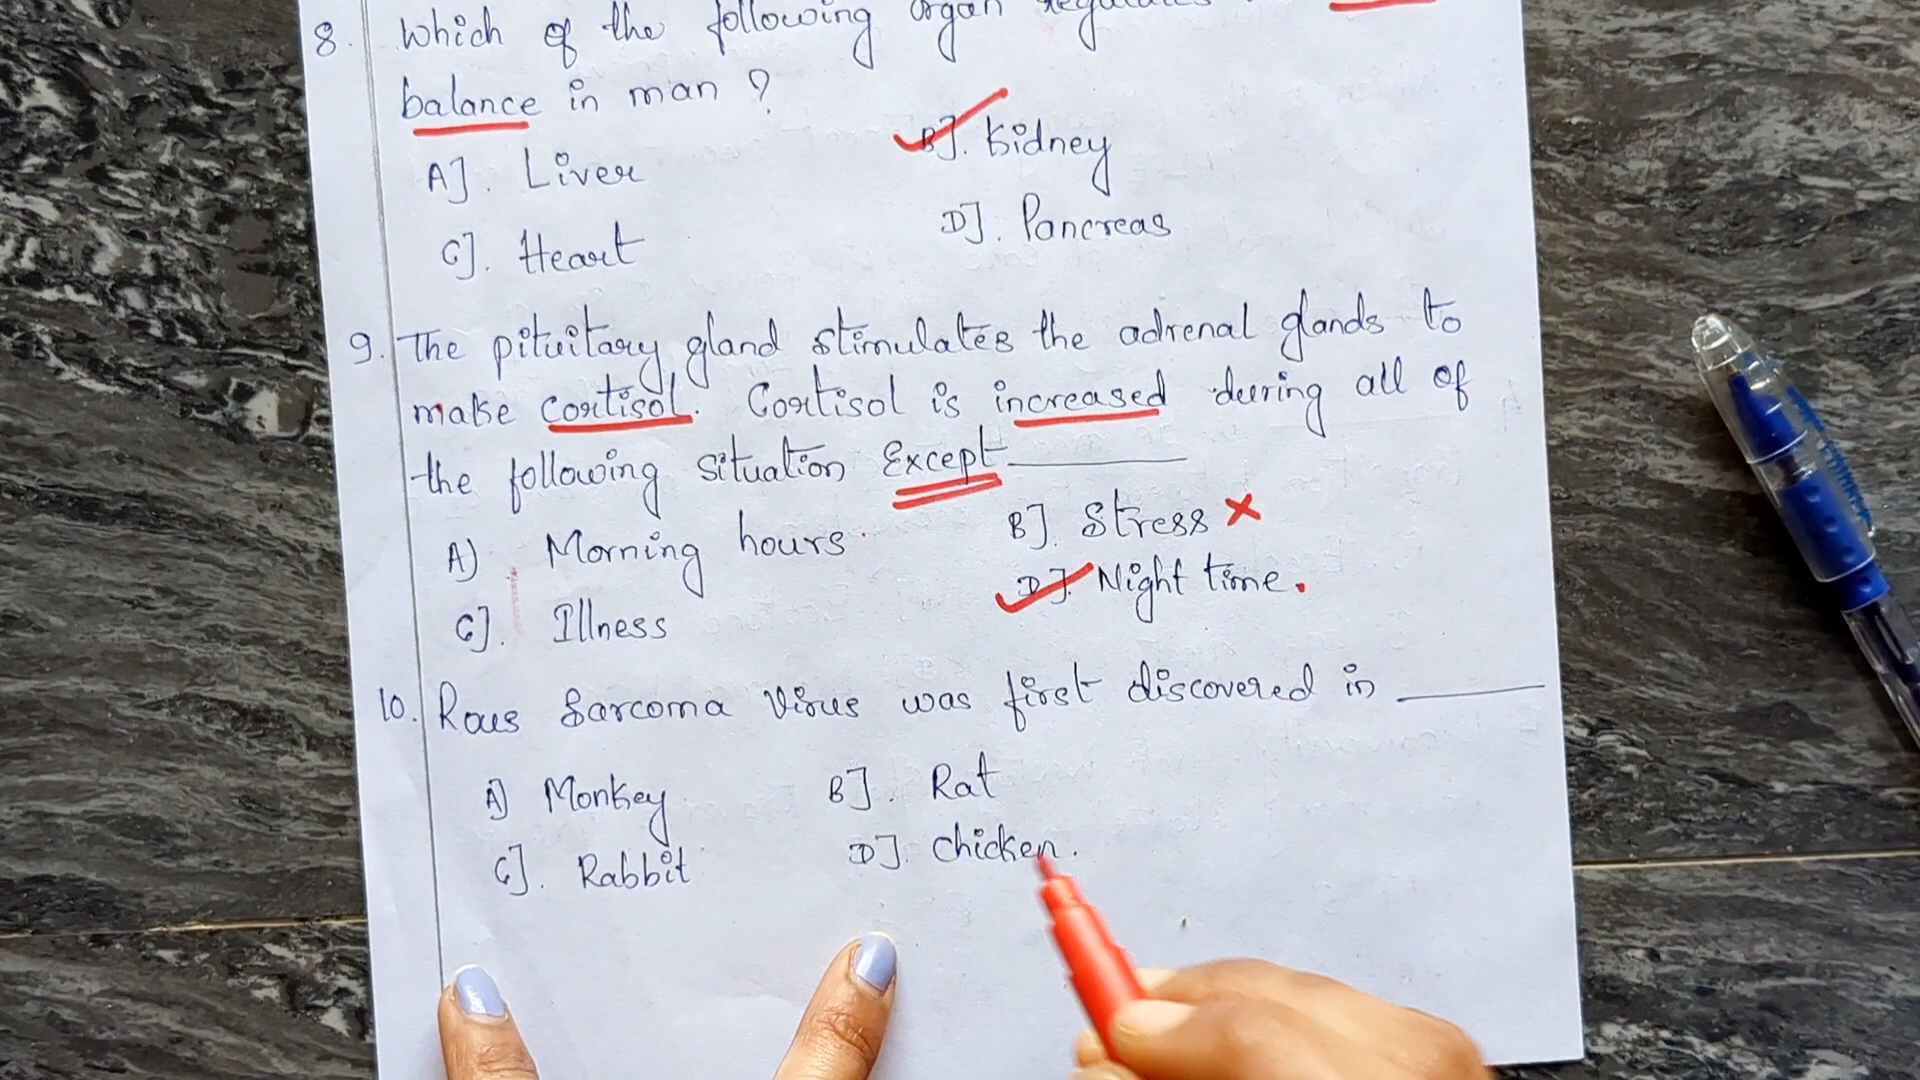 8. Which of the following organ regulates
balance in man ?
A]. Liver
B]. Kidney
C]. Heart
D]. Pancreas
9. The pituitary gland stimulates the adrenal glands to
make cortisol. Cortisol is increased during all of
the following situation Except
A) Morning hours
B]. Stress
C]. Illness
D]. Night time.
10. Rous Sarcoma Virus was first discovered in
A) Monkey
B]. Rat
C]. Rabbit
D]. Chicken.